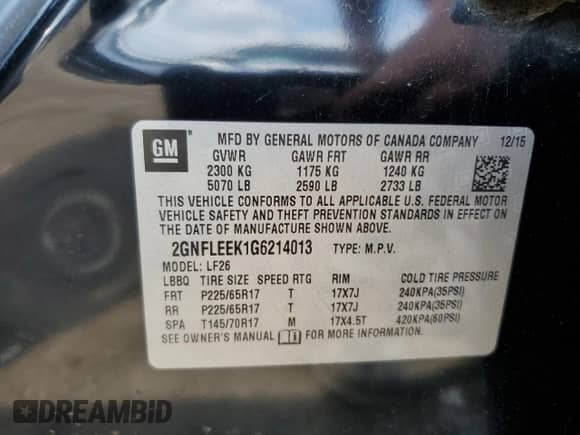 GM
MFD BY GENERAL MOTORS OF CANADA COMPANY 12/15
GVWR GAWR FRT GAWR RR
2300 KG 1175 KG 1240 KG
5070 LB 2590 LB 2733 LB
THIS VEHICLE CONFORMS TO ALL APPLICABLE U.S. FEDERAL MOTOR
VEHICLE SAFETY AND THEFT PREVENTION STANDARDS IN EFFECT ON THE
DATE OF MANUFACTURE SHOWN ABOVE.
2GNFLEEK1G6214013 TYPE: M.P.V.
MODEL: LF26
LBBQ TIRE SIZE SPEED RTG RIM COLD TIRE PRESSURE
FRT P225/65R17 T 17X7J 240KPA(35PSI)
RR P225/65R17 T 17X7J 240KPA(35PSI)
SPA T145/70R17 M 17X4.5T 420KPA(60PSI)
SEE OWNER'S MANUAL FOR MORE INFORMATION.
DREAMBID